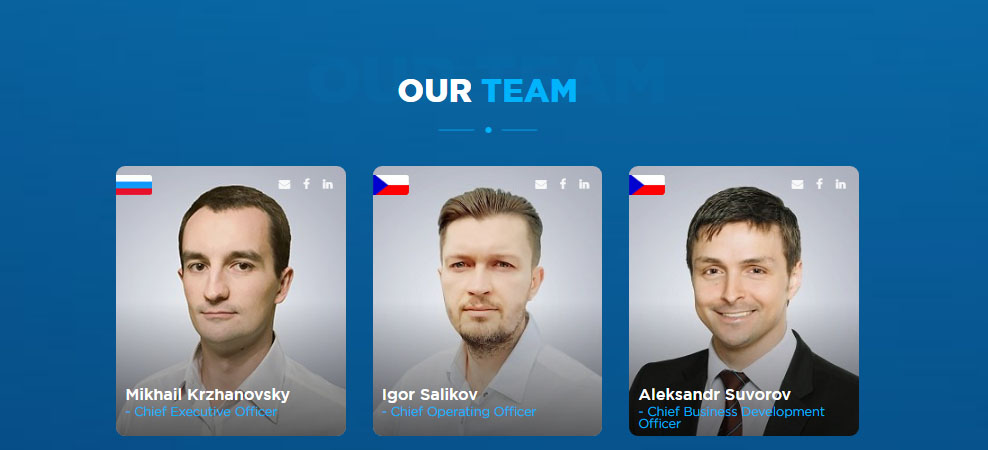 OUR TEAM
Mikhail Krzhanovsky
- Chief Executive Officer
Igor Salikov
- Chief Operating Officer
Aleksandr Suvorov
- Chief Business Development
Officer